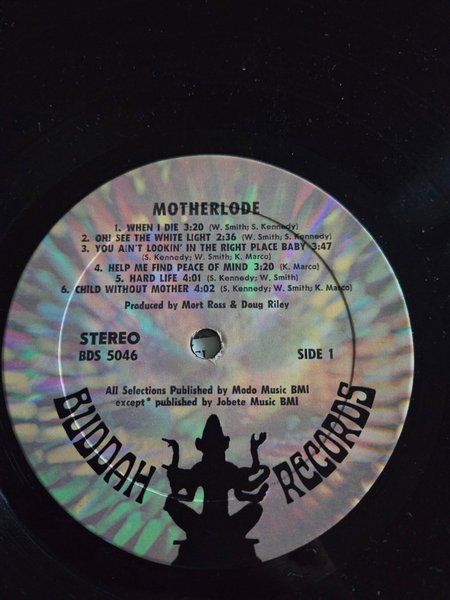 MOTHERLODE
1. WHEN I DIE 3:20 (W. Smith; S. Kennedy)
2. OH! SEE THE WHITE LIGHT 2:36 (W. Smith; S. Kennedy)
3. YOU AIN'T LOOKIN' IN THE RIGHT PLACE BABY 3:47
(S. Kennedy; W. Smith; K. Marco)
4. HELP ME FIND PEACE OF MIND 3:20 (K. Marco)
5. HARD LIFE 4:01 (S. Kennedy; W. Smith)
6. CHILD WITHOUT MOTHER 4:02 (S. Kennedy; W. Smith; K. Marco)
Produced by Mort Ross & Doug Riley
STEREO
BDS 5046
SIDE 1
All Selections Published by Modo Music BMI
except* published by Jobete Music BMI
BUDDAH RECORDS